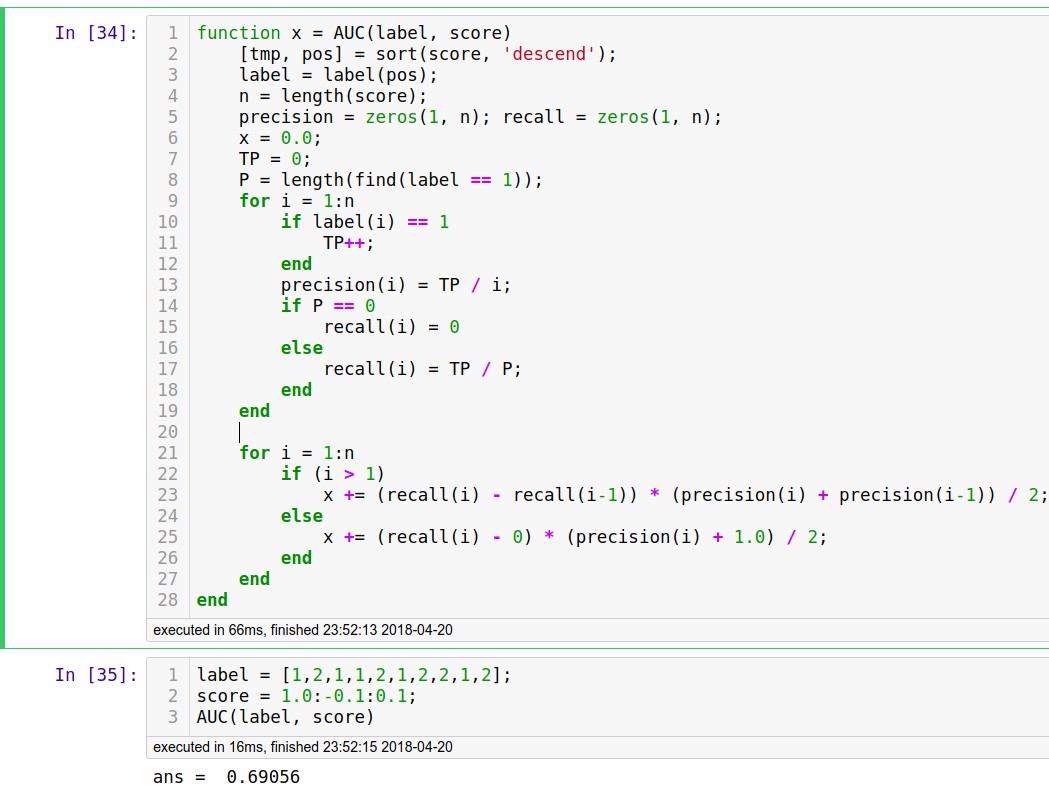 In [34]:
1 function x = AUC(label, score)
2     [tmp, pos] = sort(score, 'descend');
3     label = label(pos);
4     n = length(score);
5     precision = zeros(1, n); recall = zeros(1, n);
6     x = 0.0;
7     TP = 0;
8     P = length(find(label == 1));
9     for i = 1:n
10         if label(i) == 1
11             TP++;
12         end
13         precision(i) = TP / i;
14         if P == 0
15             recall(i) = 0
16         else
17             recall(i) = TP / P;
18         end
19     end
20
21     for i = 1:n
22         if (i > 1)
23             x += (recall(i) - recall(i-1)) * (precision(i) + precision(i-1)) / 2;
24         else
25             x += (recall(i) - 0) * (precision(i) + 1.0) / 2;
26         end
27     end
28 end
executed in 66ms, finished 23:52:13 2018-04-20
In [35]:
1 label = [1,2,1,1,2,1,2,2,1,2];
2 score = 1.0:-0.1:0.1;
3 AUC(label, score)
executed in 16ms, finished 23:52:15 2018-04-20
ans =  0.69056